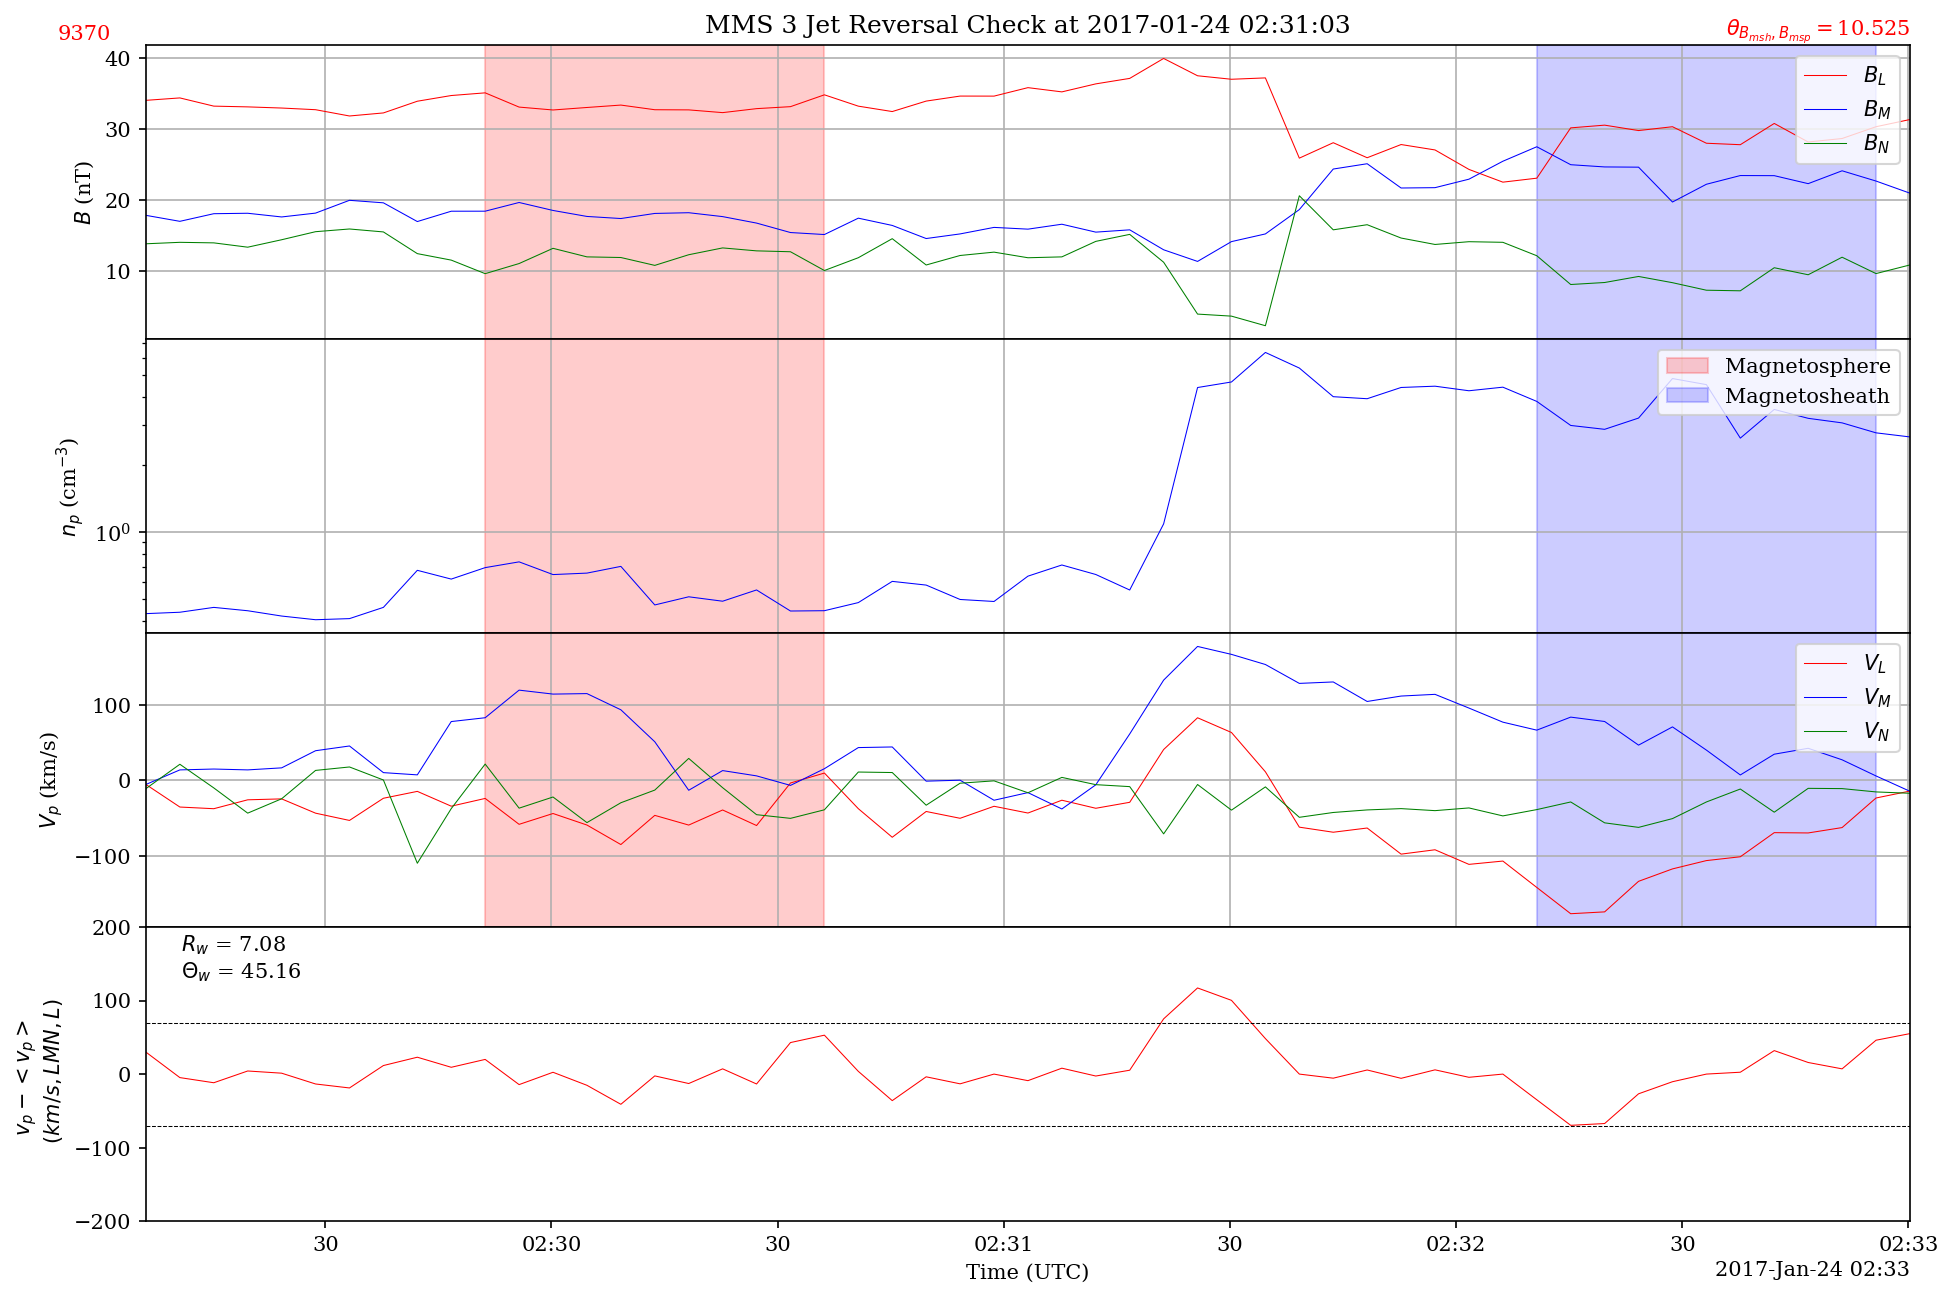 9370
MMS 3 Jet Reversal Check at 2017-01-24 02:31:03
θ_{B_{msh}, B_{msp}} = 10.525
40
30
20
10
B (nT)
B_L
B_M
B_N
10^0
n_p (cm^{−3})
Magnetosphere
Magnetosheath
100
0
−100
V_p (km/s)
V_L
V_M
V_N
200
100
0
−100
−200
v_p − < v_p >
(km/s, LMN, L)
R_w = 7.08
Θ_w = 45.16
30
02:30
30
02:31
30
02:32
30
02:33
Time (UTC)
2017-Jan-24 02:33